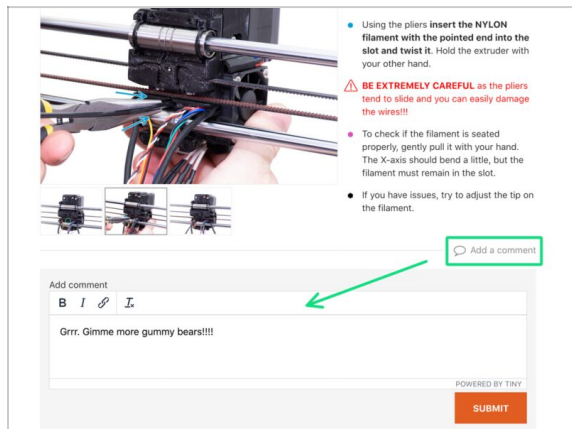 Using the pliers insert the NYLON
filament with the pointed end into the
slot and twist it. Hold the extruder with
your other hand.
BE EXTREMELY CAREFUL as the pliers
tend to slide and you can easily damage
the wires!!!
To check if the filament is seated
properly, gently pull it with your hand.
The X-axis should bend a little, but the
filament must remain in the slot.
If you have issues, try to adjust the tip on
the filament.
Add a comment
Add comment
B I Tx
Grrr. Gimme more gummy bears!!!!
POWERED BY TINY
SUBMIT